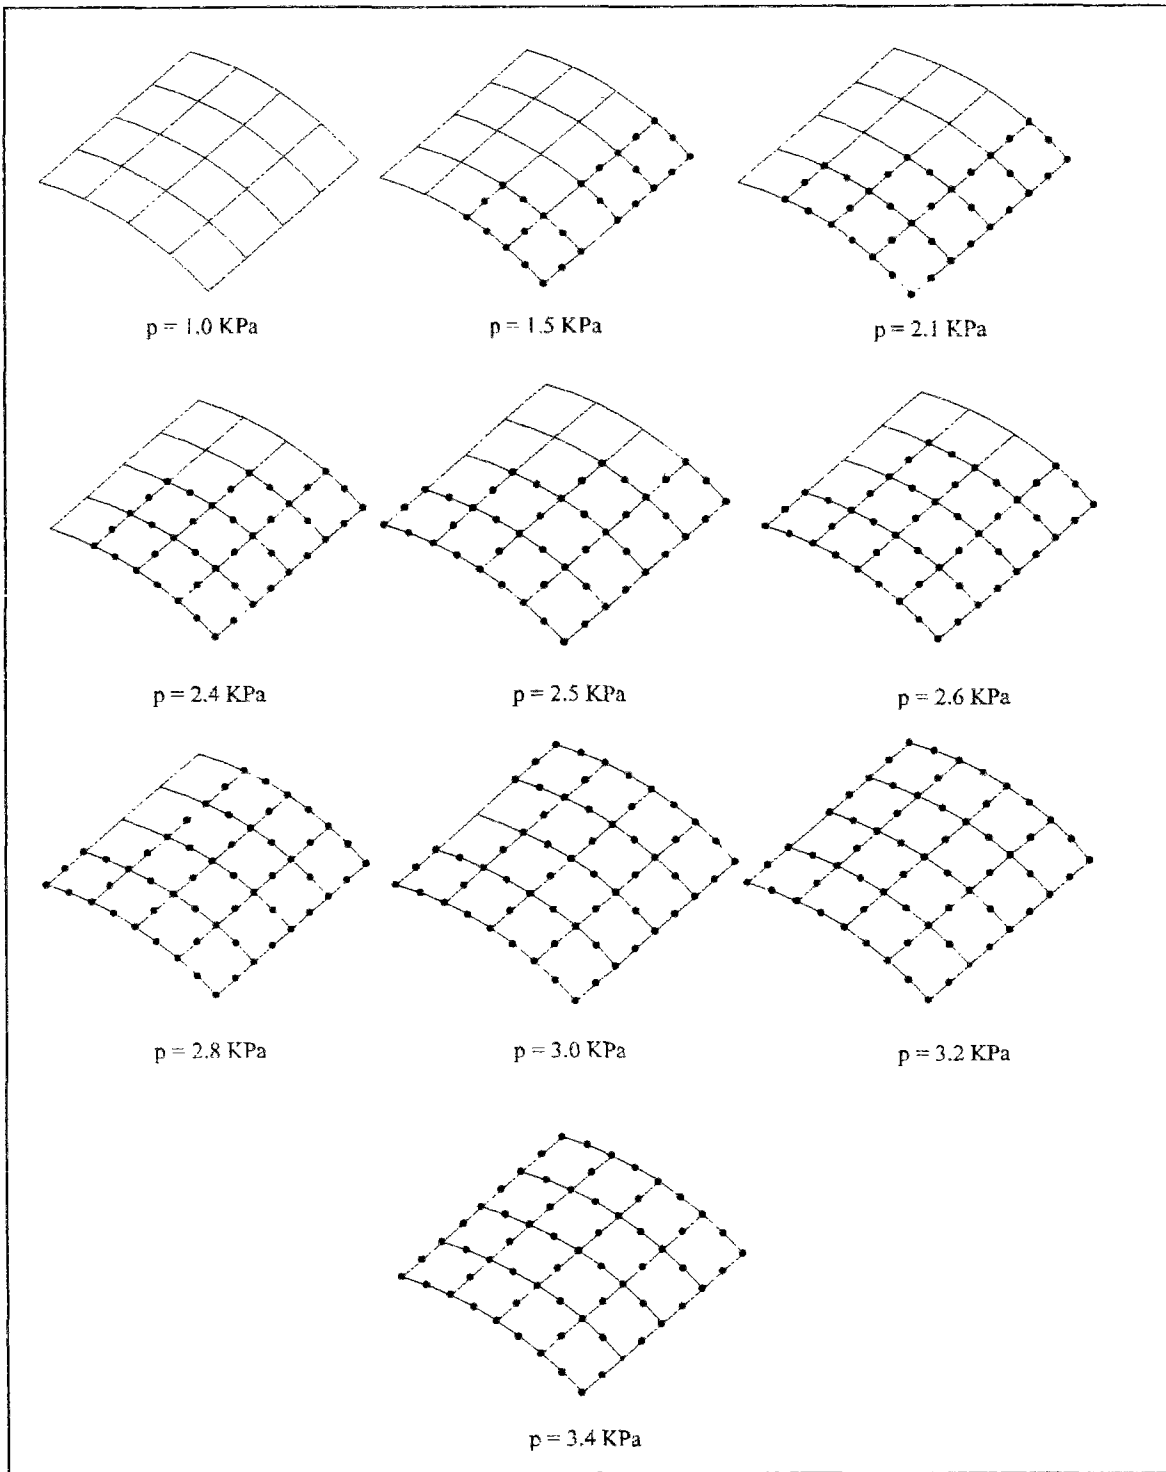 p = 1.0 KPa
p = 1.5 KPa
p = 2.1 KPa
p = 2.4 KPa
p = 2.5 KPa
p = 2.6 KPa
p = 2.8 KPa
p = 3.0 KPa
p = 3.2 KPa
p = 3.4 KPa